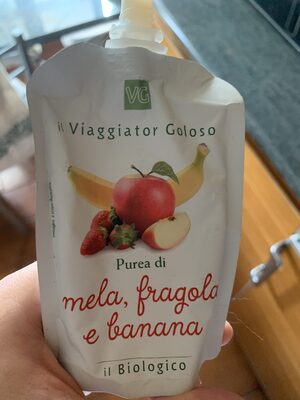 VG
il Viaggiator Goloso
Purea di
mela, fragola
e banana
il Biologico